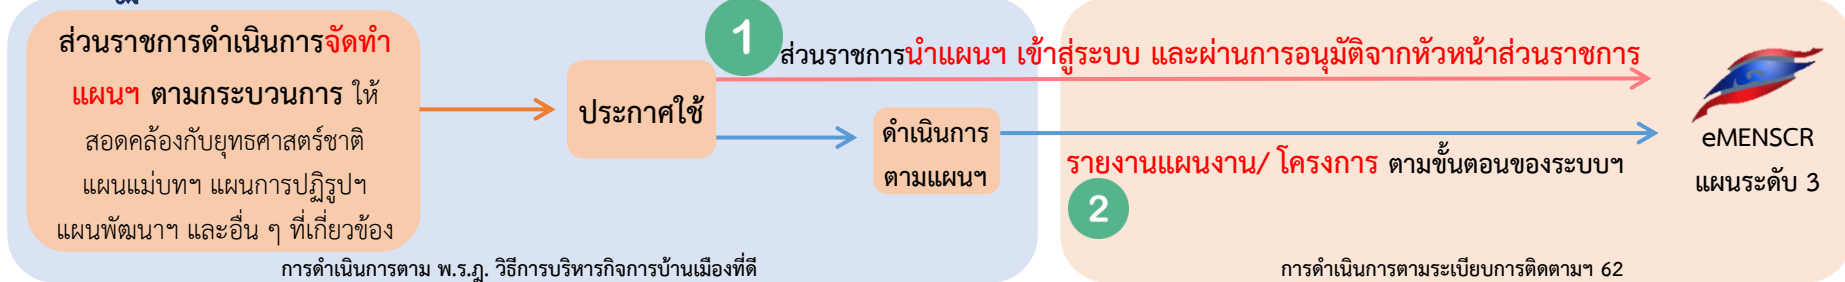 ส่วนราชการดำเนินการจัดทำ
แผนฯ ตามกระบวนการ ให้
สอดคล้องกับยุทธศาสตร์ชาติ
แผนแม่บทฯ แผนการปฏิรูปฯ
แผนพัฒนาฯ และอื่น ๆ ที่เกี่ยวข้อง
ประกาศใช้
1
ส่วนราชการนำแผนฯ เข้าสู่ระบบ และผ่านการอนุมัติจากหัวหน้าส่วนราชการ
ดำเนินการ
ตามแผนฯ
รายงานแผนงาน/ โครงการ ตามขั้นตอนของระบบฯ
2
eMENSCR
แผนระดับ 3
การดำเนินการตาม พ.ร.ฎ. วิธีการบริหารกิจการบ้านเมืองที่ดี
การดำเนินการตามระเบียบการติดตามฯ 62